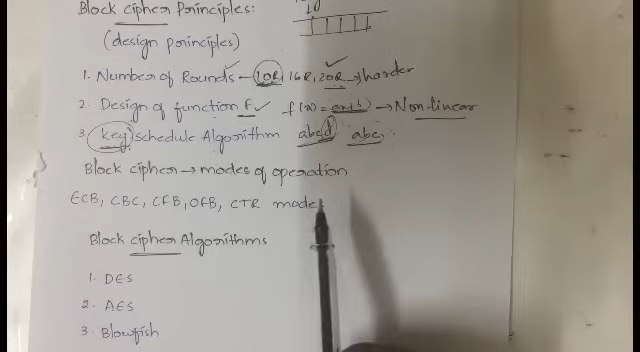 Block cipher Principles:
(design principles)
1. Number of Rounds - 10R, 16R, 20R → harder
2. Design of function F f(x) = ax+b → Non-linear
3. key schedule Algorithm abcd abc
Block cipher → modes of operation
ECB, CBC, CFB, OFB, CTR mode
Block cipher Algorithms
1. DES
2. AES
3. Blowfish